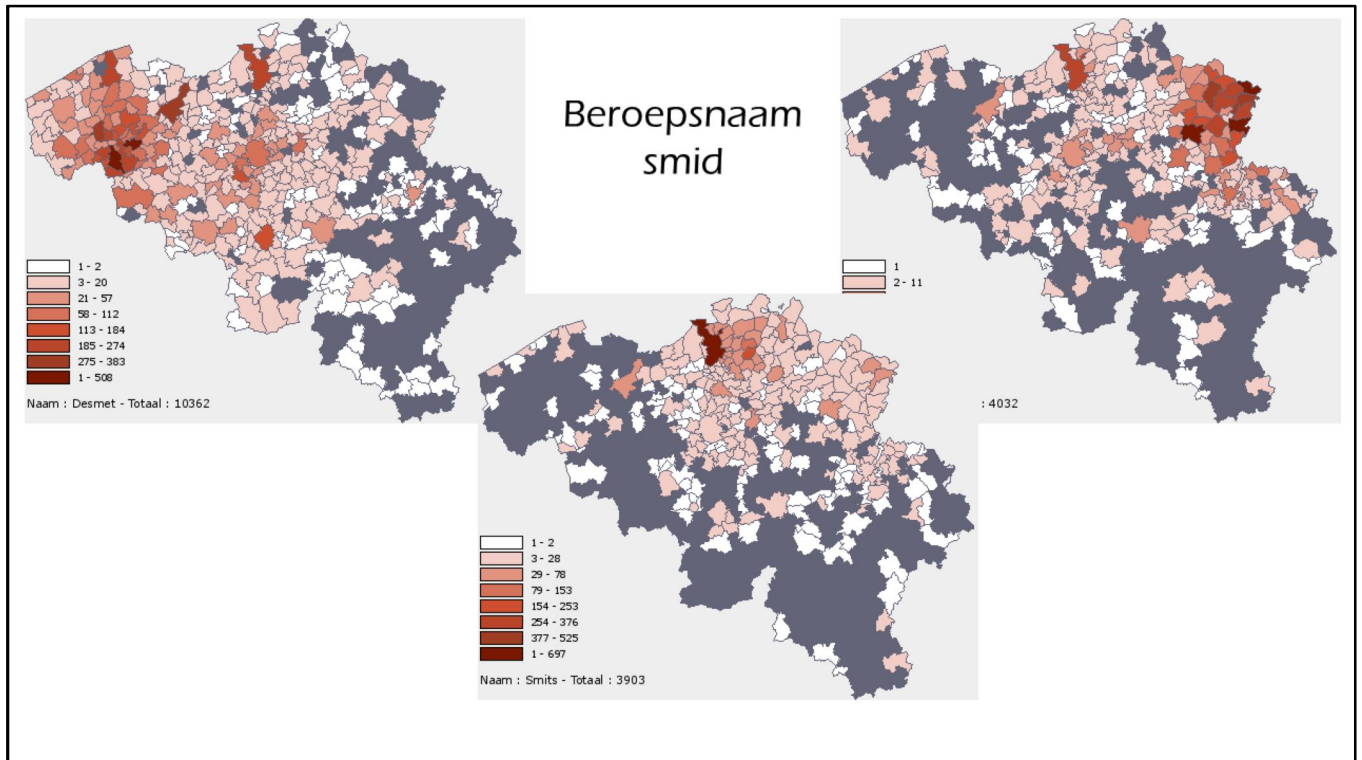 Beroepsnaam
smid
1 - 2
3 - 20
21 - 57
58 - 112
113 - 184
185 - 274
275 - 383
1 - 508
Naam : Desmet - Totaal : 10362
1
2 - 11
: 4032
1 - 2
3 - 28
29 - 78
79 - 153
154 - 253
254 - 376
377 - 525
1 - 697
Naam : Smits - Totaal : 3903